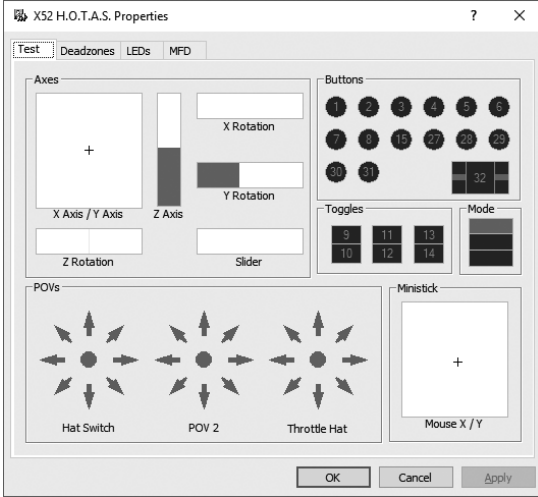 X52 H.O.T.A.S. Properties ? ×
Test Deadzones LEDs MFD
Axes
X Axis / Y Axis
Z Axis
X Rotation
Y Rotation
Z Rotation
Slider
Buttons
1 2 3 4 5 6
7 8 15 27 28 29
30 31 32
Toggles
9 11 13
10 12 14
Mode
POVs
Hat Switch
POV 2
Throttle Hat
Ministick
Mouse X / Y
OK Cancel Apply